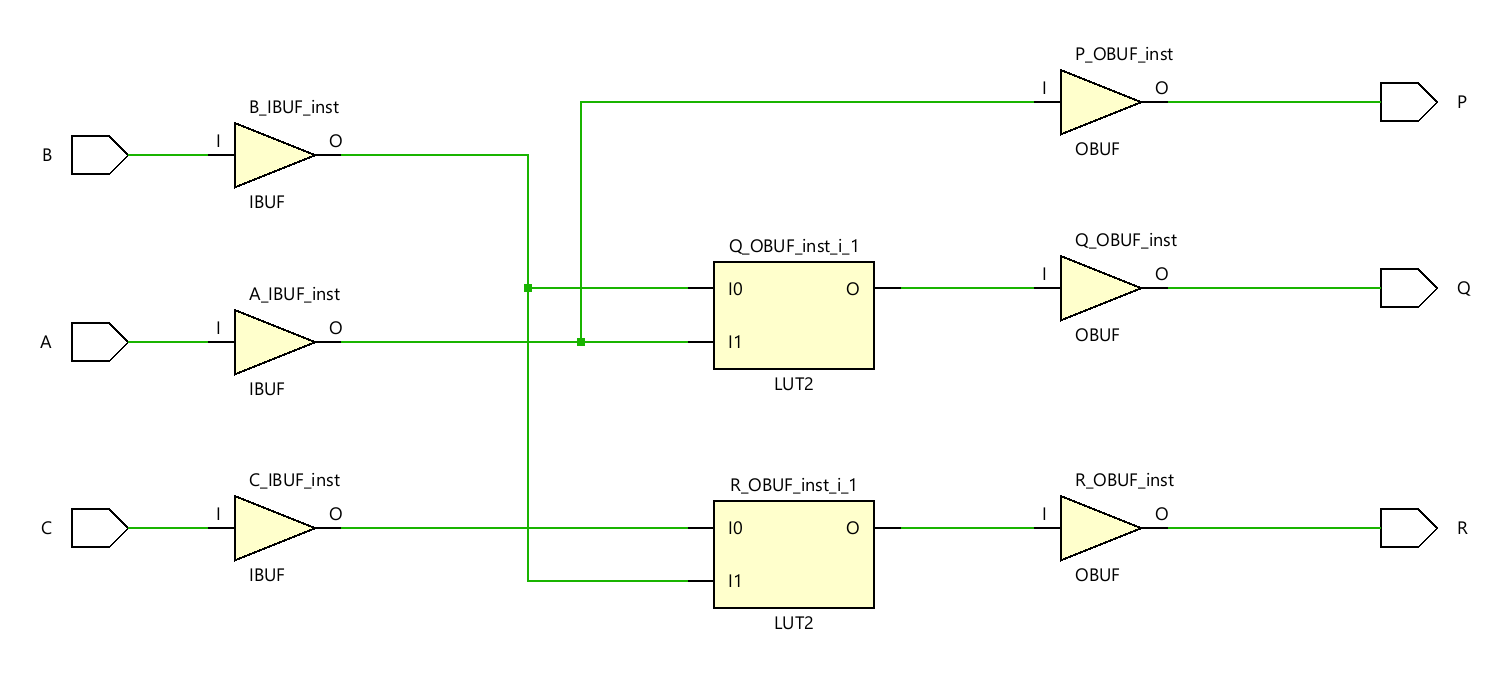 P_OBUF_inst
I
O
P
OBUF
B_IBUF_inst
B
I
O
IBUF
Q_OBUF_inst_i_1
I0
O
I1
LUT2
Q_OBUF_inst
I
O
Q
OBUF
A_IBUF_inst
A
I
O
IBUF
C_IBUF_inst
C
I
O
IBUF
R_OBUF_inst_i_1
I0
O
I1
LUT2
R_OBUF_inst
I
O
R
OBUF